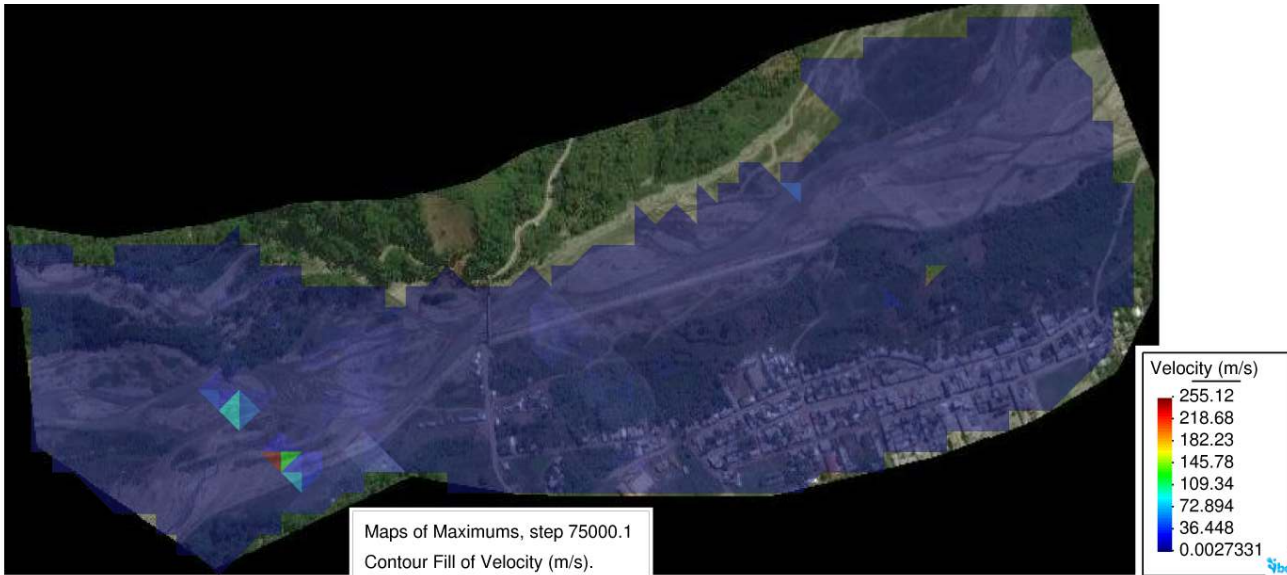 Velocity (m/s)
255.12
218.68
182.23
145.78
109.34
72.894
36.448
0.0027331
Maps of Maximums, step 75000.1
Contour Fill of Velocity (m/s).